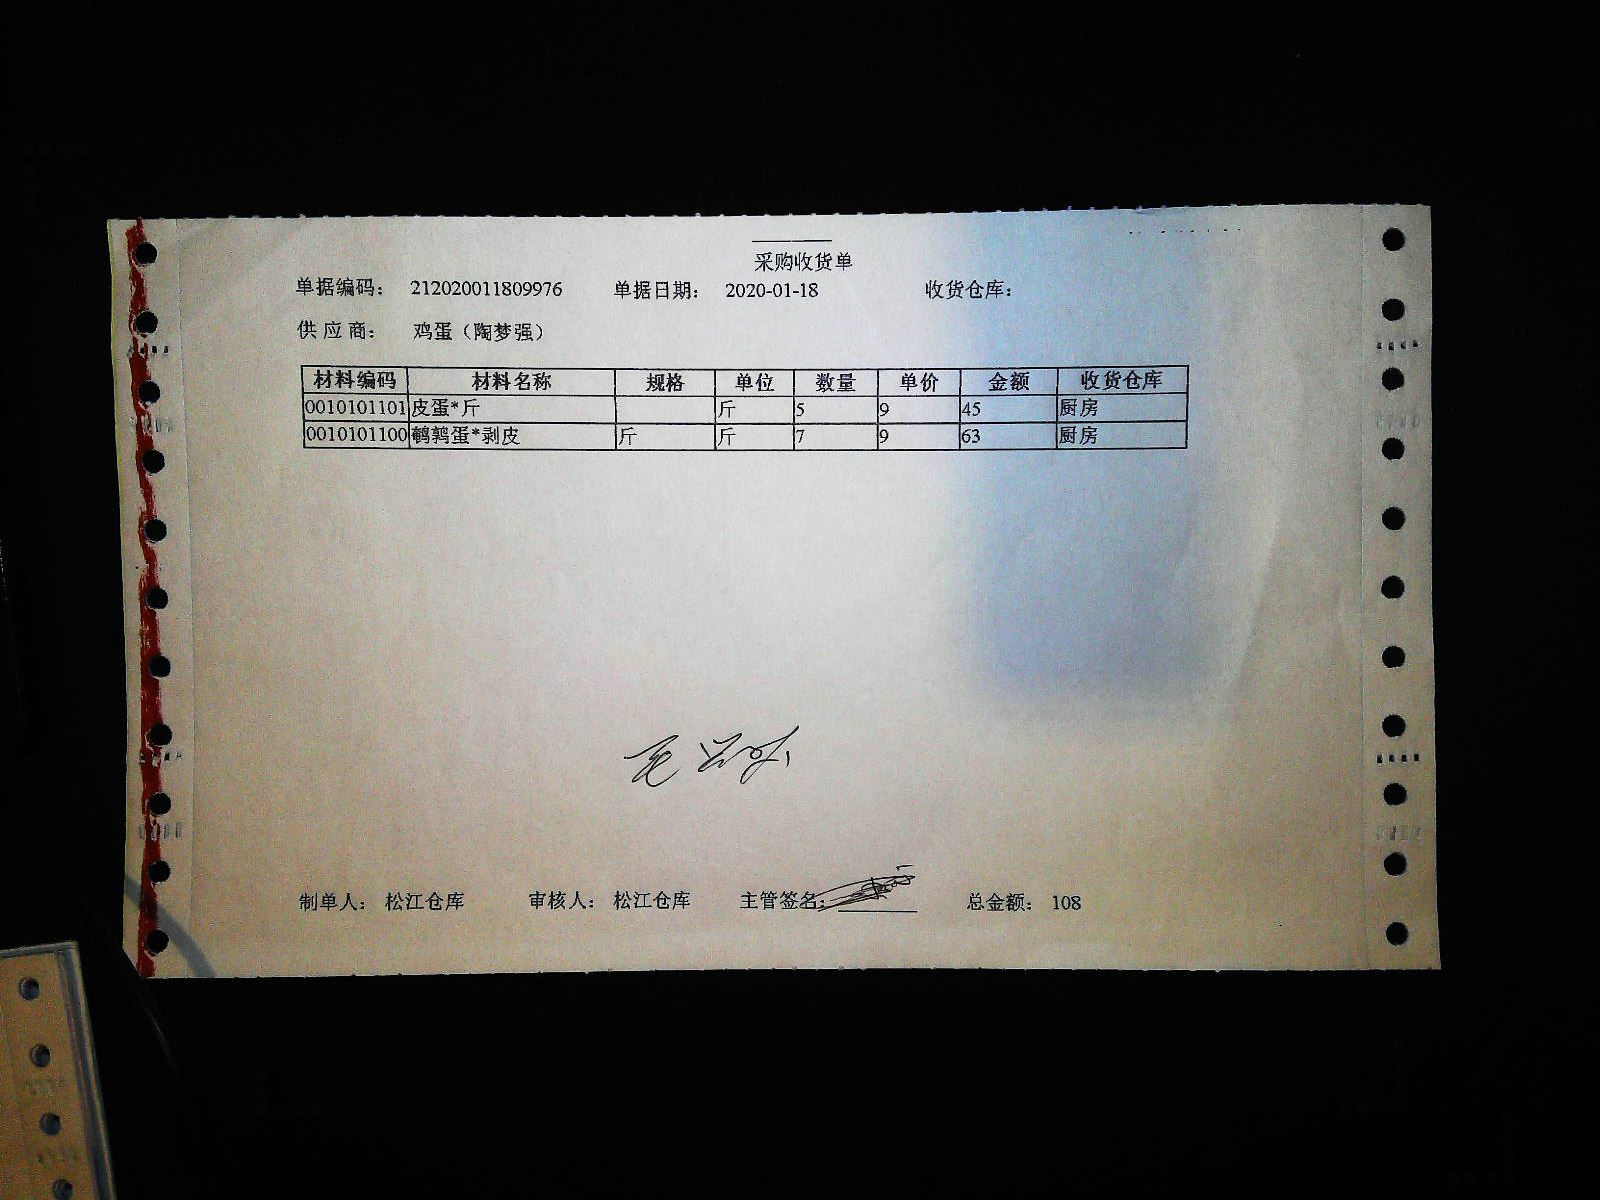 采购收货单
单据编码： 212020011809976 单据日期： 2020-01-18 收货仓库：
供 应 商： 鸡蛋（陶梦强）
材料编码 材料名称 规格 单位 数量 单价 金额 收货仓库
0010101101 皮蛋*斤 斤 5 9 45 厨房
0010101100 鹌鹑蛋*剥皮 斤 斤 7 9 63 厨房
制单人： 松江仓库 审核人： 松江仓库 主管签名： 总金额： 108